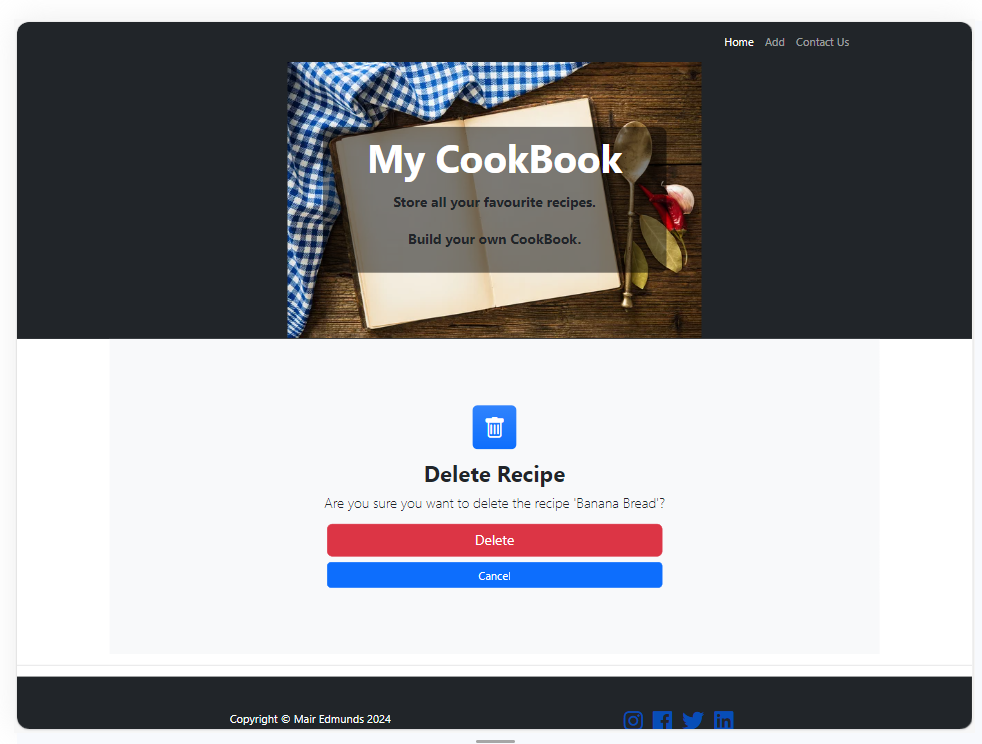 Home Add Contact Us
My CookBook
Store all your favourite recipes.
Build your own CookBook.
Delete Recipe
Are you sure you want to delete the recipe 'Banana Bread'?
Delete
Cancel
Copyright © Mair Edmunds 2024